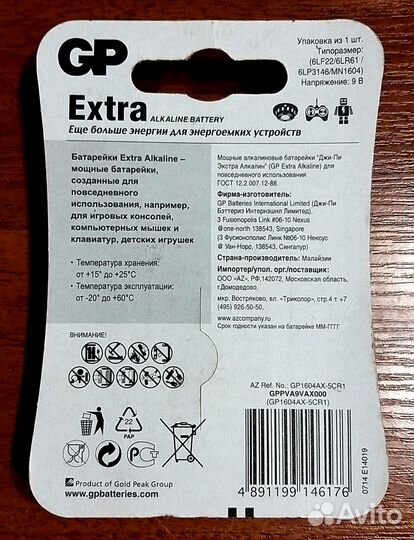 GP
Extra ALKALINE BATTERY
Еще больше энергии для энергоемких устройств
Упаковка из 1 шт.
Типоразмер:
(6LF22/6LR61/
6LP3146/MN1604)
Напряжение: 9 В
Батарейки Extra Alkaline –
мощные батарейки,
созданные для
повседневного
использования, например,
для игровых консолей,
компьютерных мышек и
клавиатур, детских игрушек
• Температура хранения:
от +15° до +25°C
• Температура эксплуатации:
от -20° до +60°C
Мощные алкалиновые батарейки "Джи-Пи
Экстра Алкалин" (GP Extra Alkaline) для
повседневного использования
ГОСТ 12.2.007.12-88
Фирма-изготовитель:
GP Batteries International Limited (Джи-Пи
Бэттериз Интернэшнл Лимитед).
3 Fusionopolis Link #06-10 Nexus
@one-north 138543, Singapore
(3 Фусионополис Линк №06-10 Нексус
@ Уан-Норс, 138543, Сингапур)
Страна-производитель: Малайзия
Импортер/упол. орг./поставщик:
ООО «AZ», РФ,142072, Московская область,
г.Домодедово,
мкр. Востряково, вл. «Триколор», стр.4 т.+7
(495) 926-50-50.
www.azcompany.ru
Срок годности указан на батарейке ММ-ГГГГ
ВНИМАНИЕ!
22
PAP
AZ Ref. No.: GP1604AX-5CR1
GPPVA9VAX000
(GP1604AX-5CR1)
4 891199 146176
0714 E14019
Product of Gold Peak Group
www.gpbatteries.com
Avito